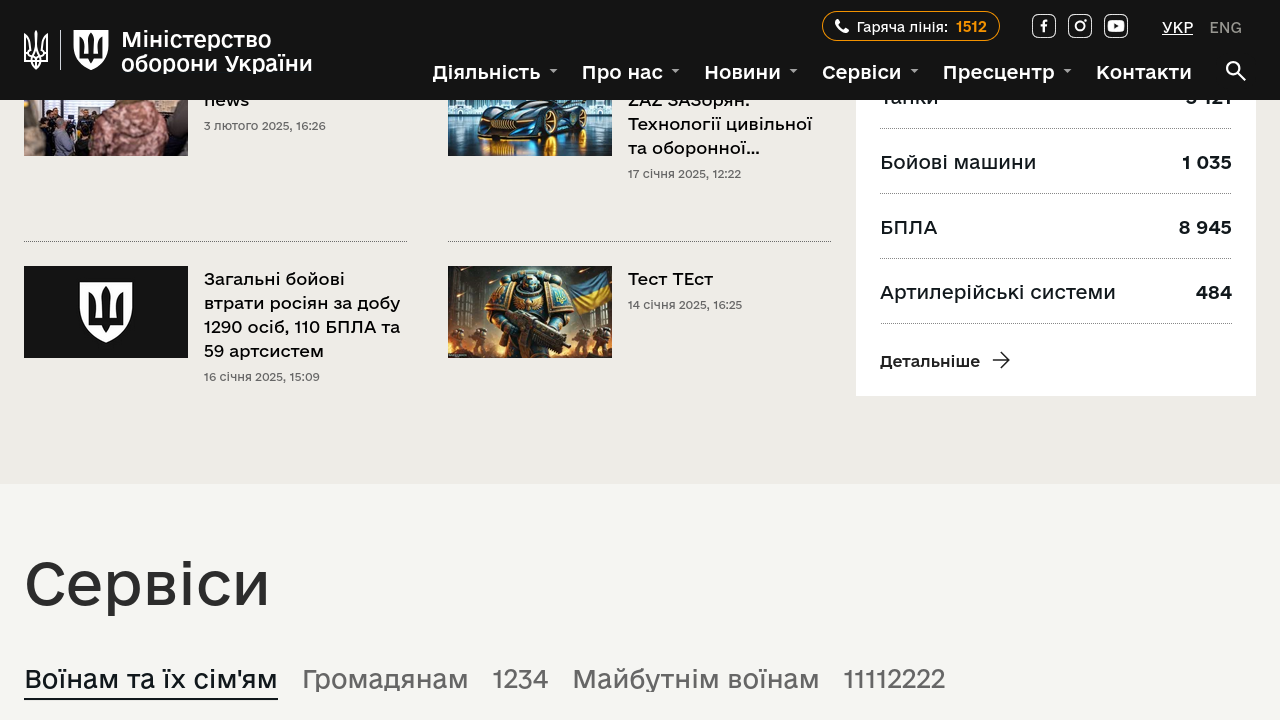 Міністерство
оборони України
Гаряча лінія: 1512
УКР ENG
Діяльність Про нас Новини Сервіси Пресцентр Контакти
news
3 лютого 2025, 16:26
ZAZ ЗАЗорян:
Технології цивільної
та оборонної...
17 січня 2025, 12:22
Загальні бойові
втрати росіян за добу
1290 осіб, 110 БПЛА та
59 артсистем
16 січня 2025, 15:09
Тест ТЕст
14 січня 2025, 16:25
Танки
Бойові машини 1 035
БПЛА 8 945
Артилерійські системи 484
Детальніше
Сервіси
Воїнам та їх сім'ям Громадянам 1234 Майбутнім воїнам 11112222